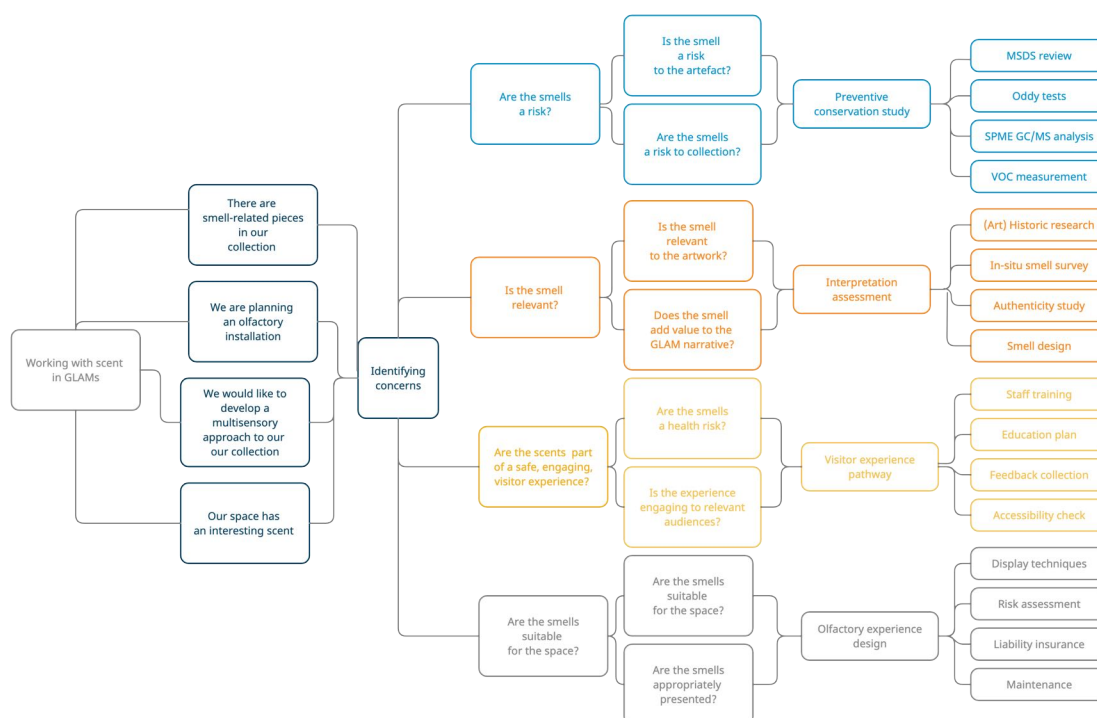 Working with scent
in GLAMs
There are
smell-related pieces
in our
collection
We are planning
an olfactory
installation
We would like to
develop a
multisensory
approach to our
our collection
Our space has
an interesting scent
Identifying
concerns
Are the smells
a risk?
Is the smell
a risk
to the artefact?
Are the smells
a risk to collection?
Preventive
conservation study
MSDS review
Oddy tests
SPME GC/MS analysis
VOC measurement
Is the smell
relevant?
Is the smell
relevant
to the artwork?
Does the smell
add value to the
GLAM narrative?
Interpretation
assessment
(Art) Historic research
In-situ smell survey
Authenticity study
Smell design
Are the scents part
of a safe, engaging,
visitor experience?
Are the smells
a health risk?
Is the experience
engaging to relevant
audiences?
Visitor experience
pathway
Staff training
Education plan
Feedback collection
Accessibility check
Are the smells
suitable
for the space?
Are the smells
suitable
for the space?
Are the smells
appropriately
presented?
Olfactory experience
design
Display techniques
Risk assessment
Liability insurance
Maintenance